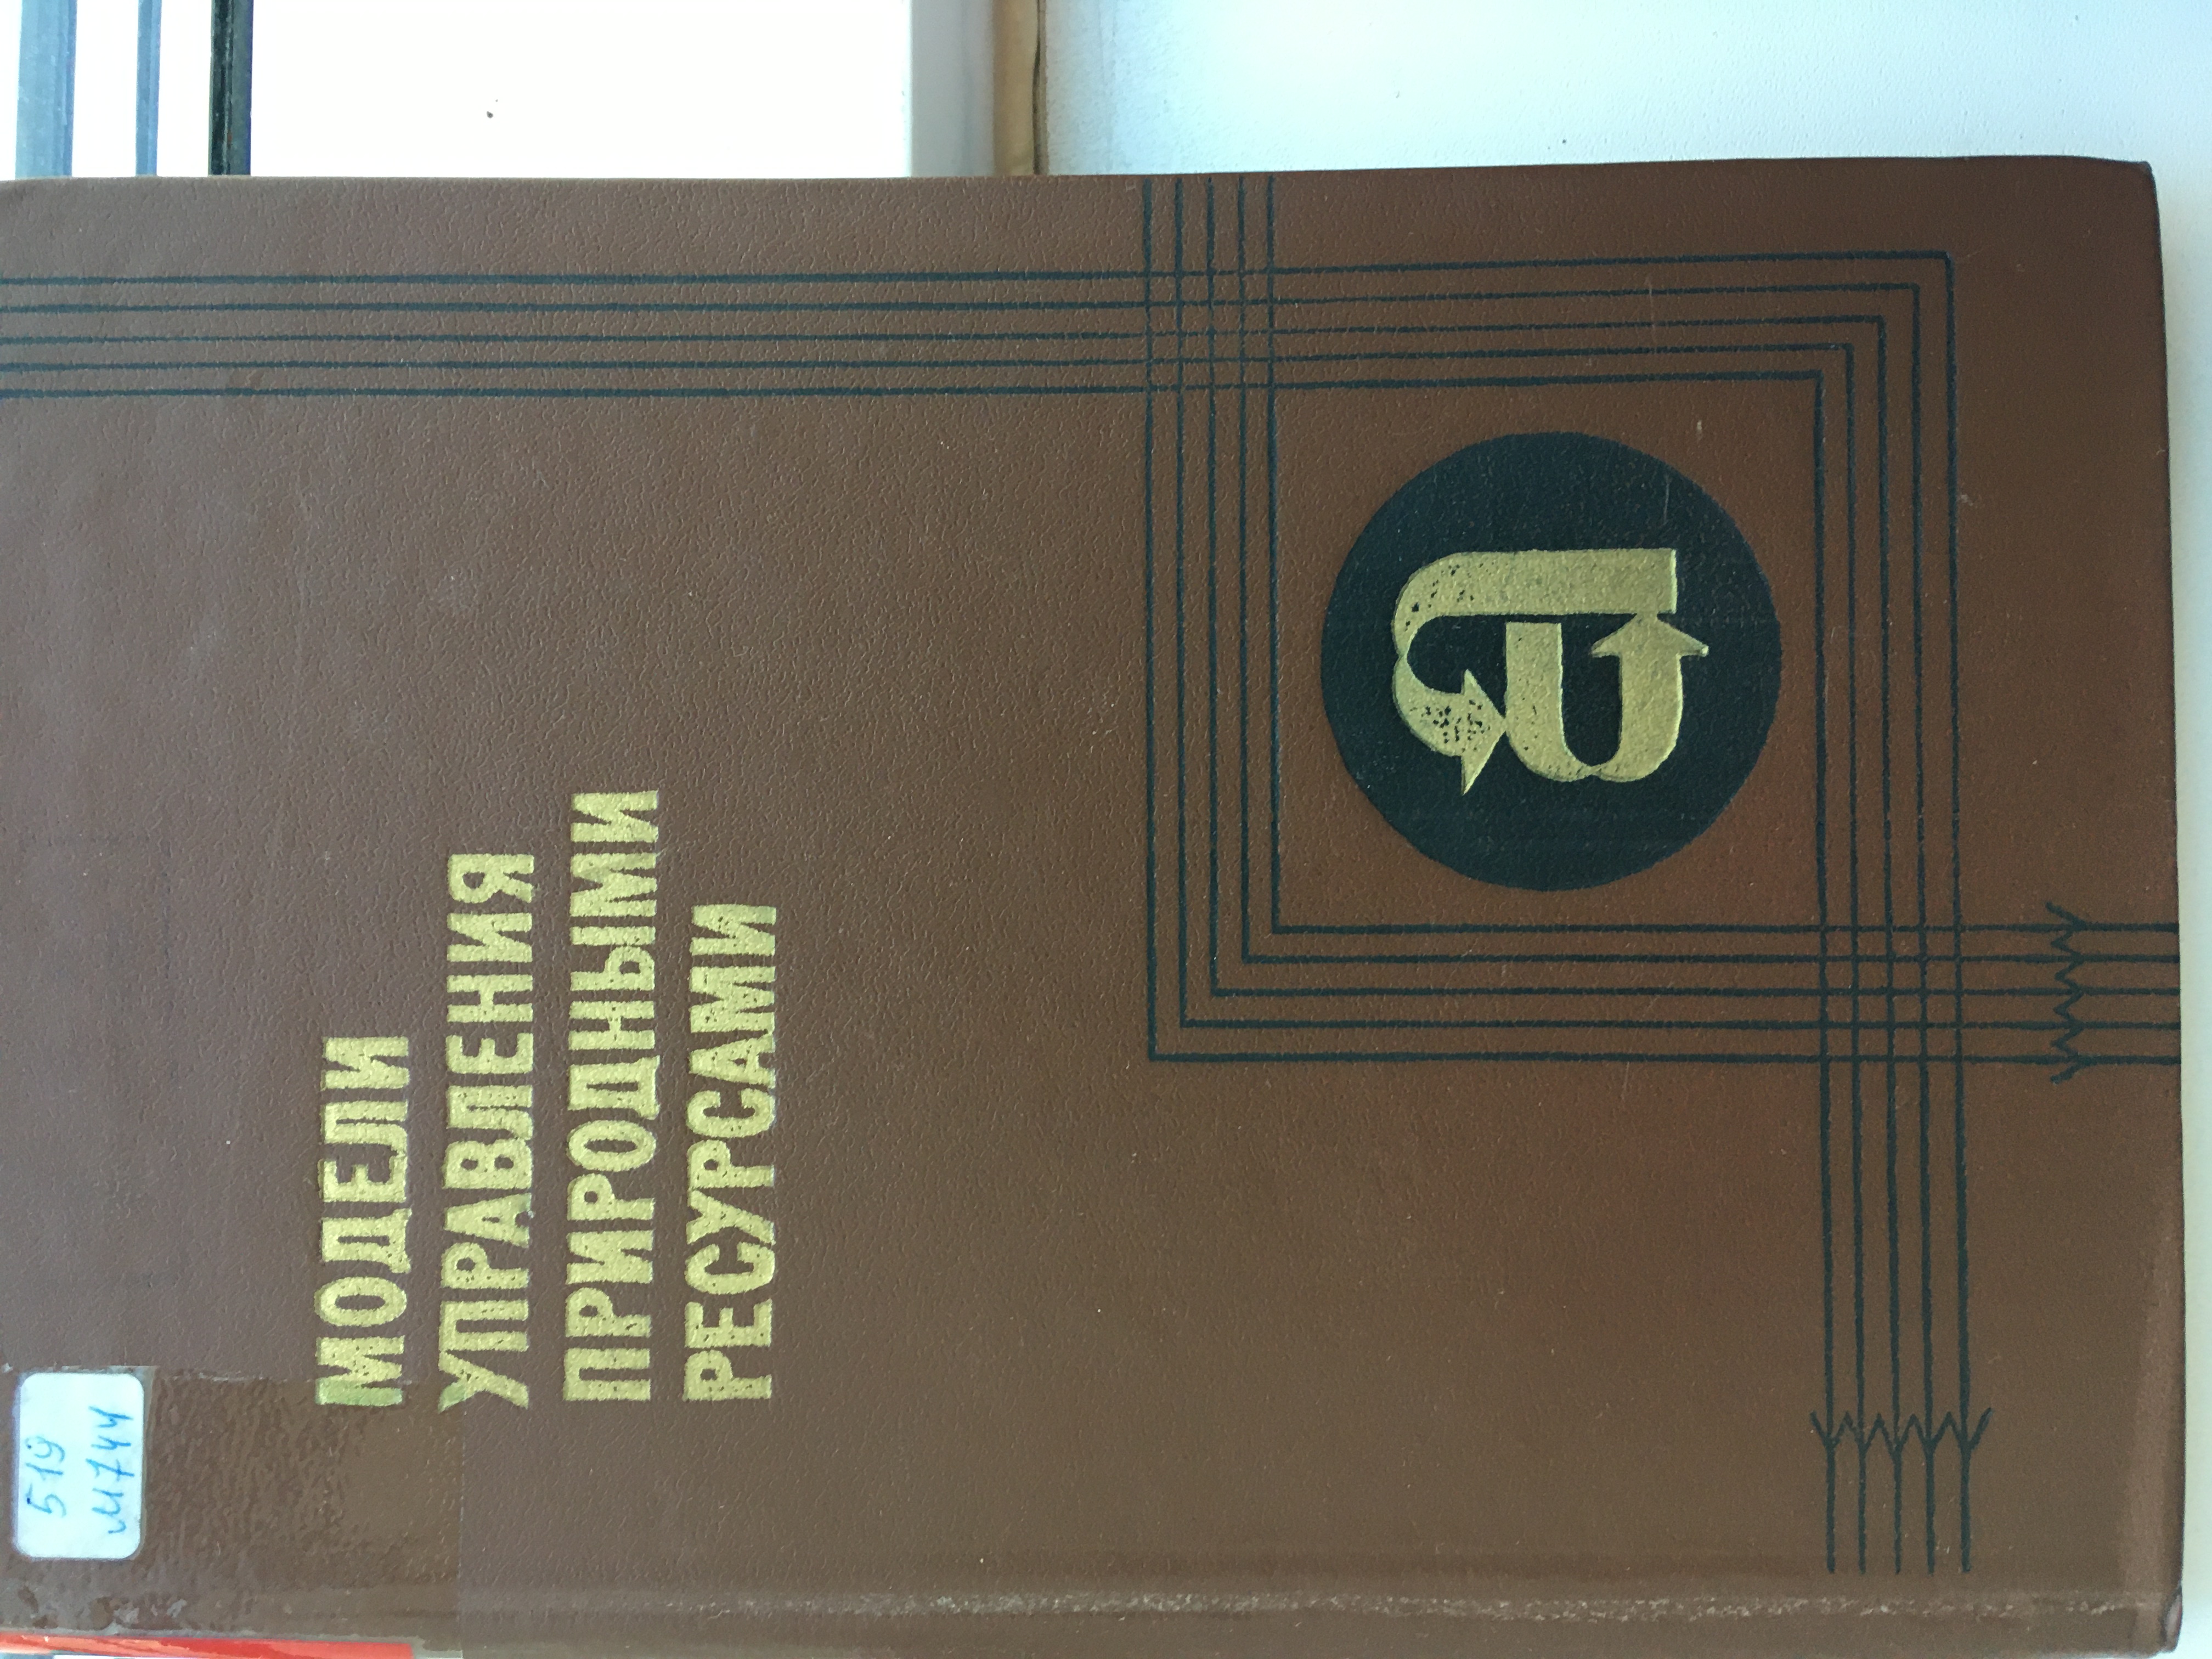 519
М744
МОДЕЛИ
УПРАВЛЕНИЯ
ПРИРОДНЫМИ
РЕСУРСАМИ